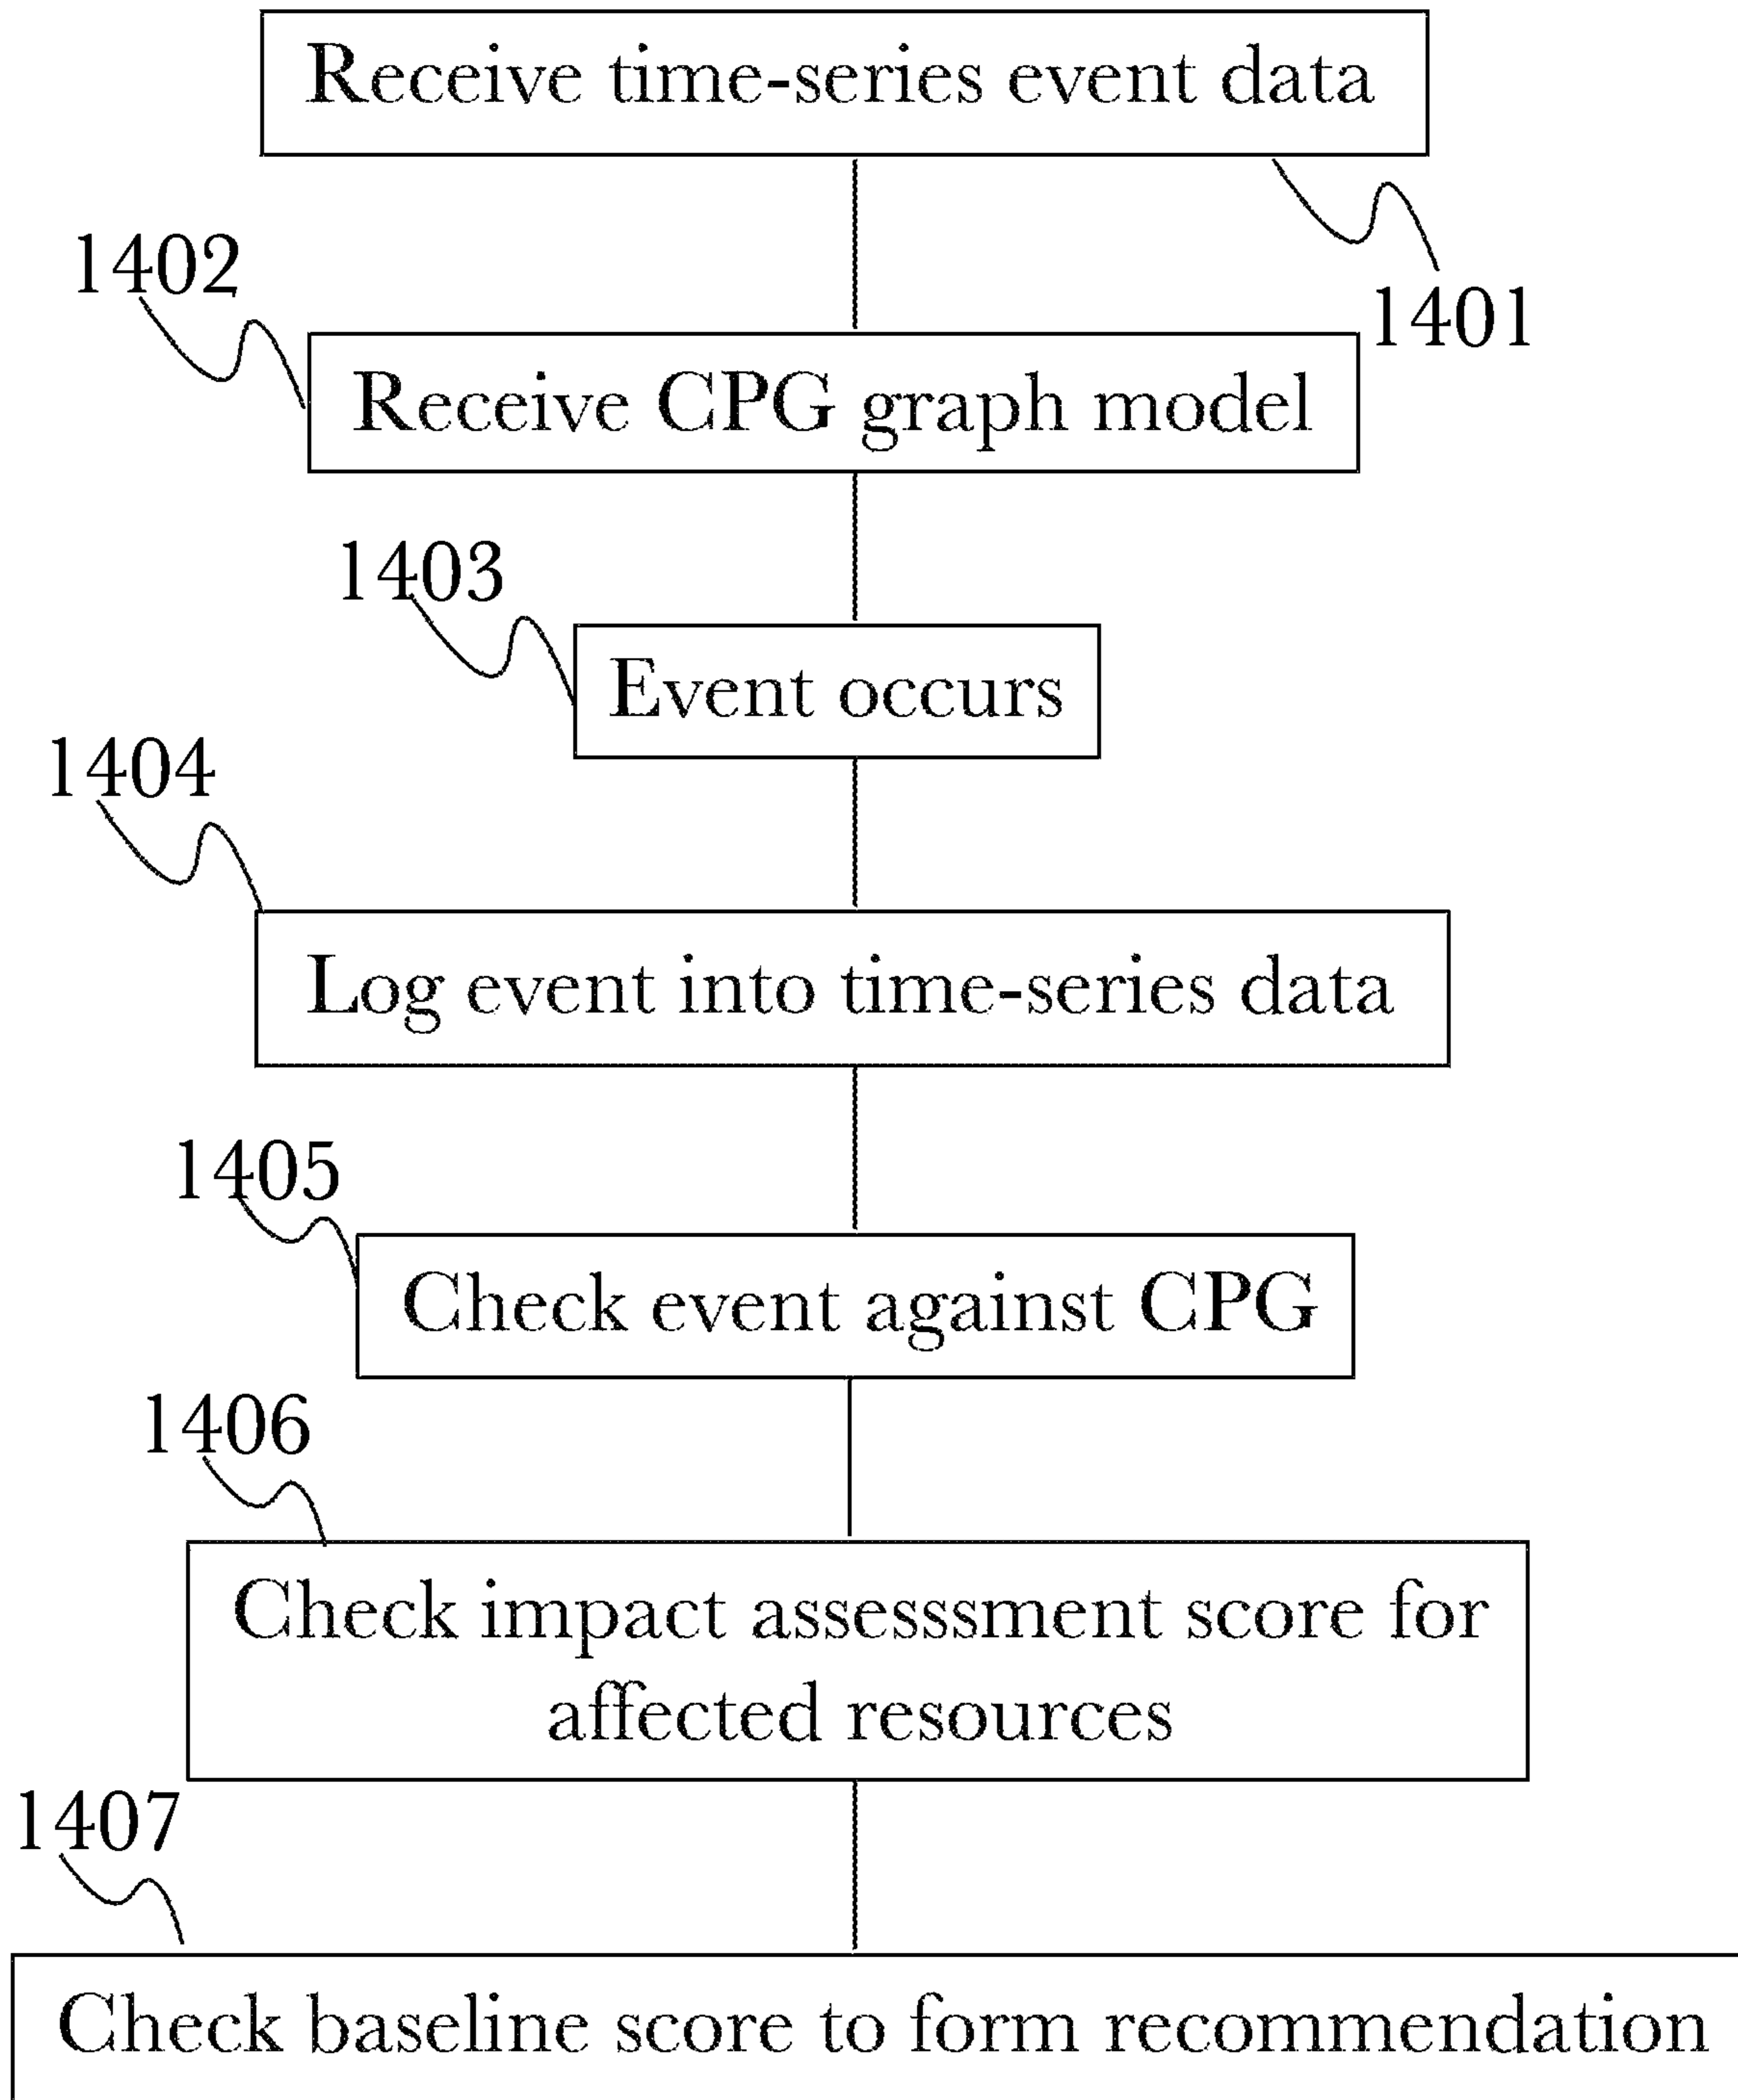 Receive time-series event data
1401
1402
Receive CPG graph model
1403
Event occurs
1404
Log event into time-series data
1405
Check event against CPG
1406
Check impact assesssment score for
affected resources
1407
Check baseline score to form recommendation